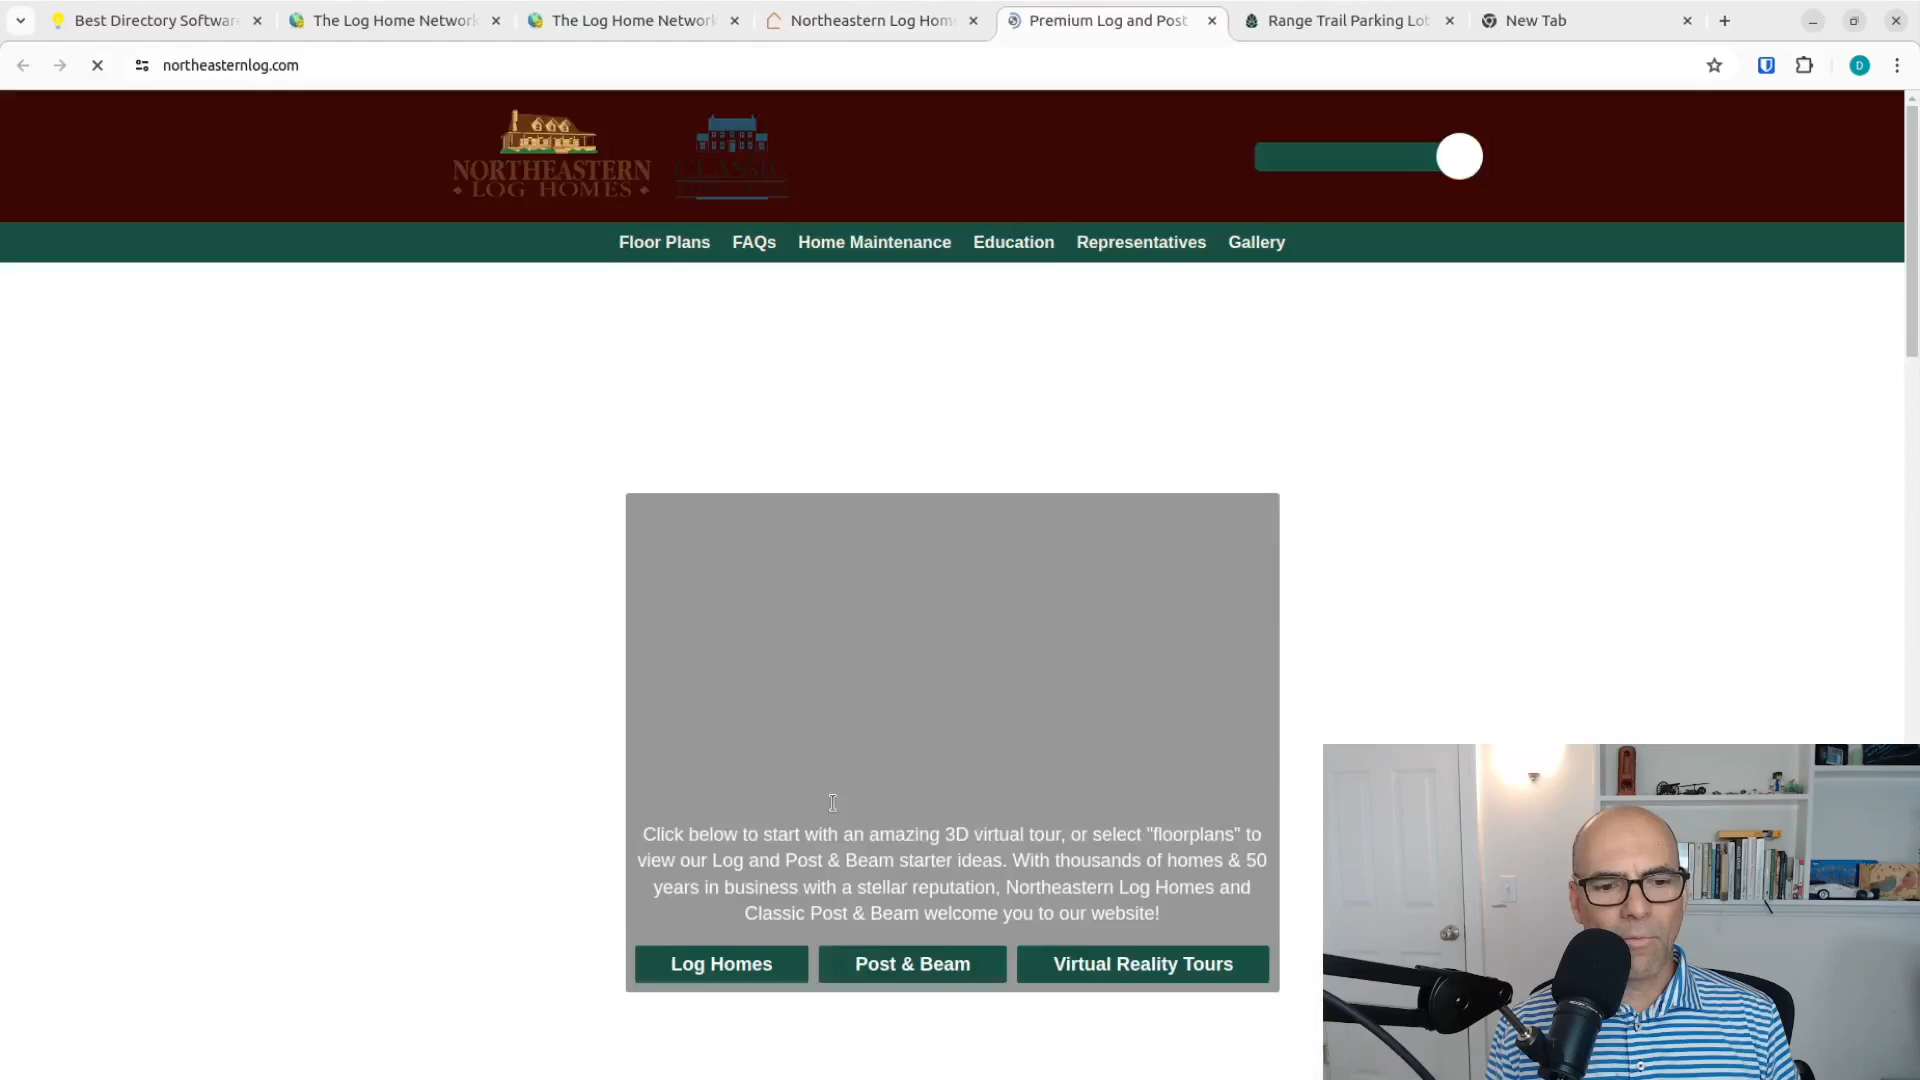 Best Directory Software
The Log Home Network
The Log Home Network
Northeastern Log Hom
Premium Log and Post
Range Trail Parking Lot
New Tab
northeasternlog.com
D
NORTHEASTERN
LOG HOMES
CLASSIC
Floor Plans
FAQs
Home Maintenance
Education
Representatives
Gallery
Click below to start with an amazing 3D virtual tour, or select "floorplans" to
view our Log and Post & Beam starter ideas. With thousands of homes & 50
years in business with a stellar reputation, Northeastern Log Homes and
Classic Post & Beam welcome you to our website!
Log Homes
Post & Beam
Virtual Reality Tours